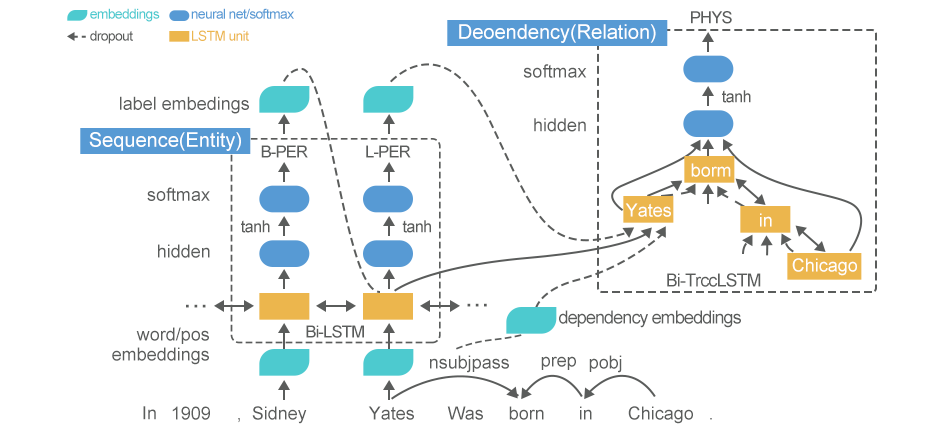 embeddings neural net/softmax
dropout LSTM unit
PHYS
Deoendency(Relation)
softmax
tanh
hidden
label embedings
Sequence(Entity)
B-PER L-PER
borm
softmax
Yates
in
tanh tanh
hidden
Chicago
Bi-TrccLSTM
... ...
Bi-LSTM
dependency embeddings
word/pos
embeddings
nsubjpass prep pobj
In 1909 , Sidney Yates Was born in Chicago .